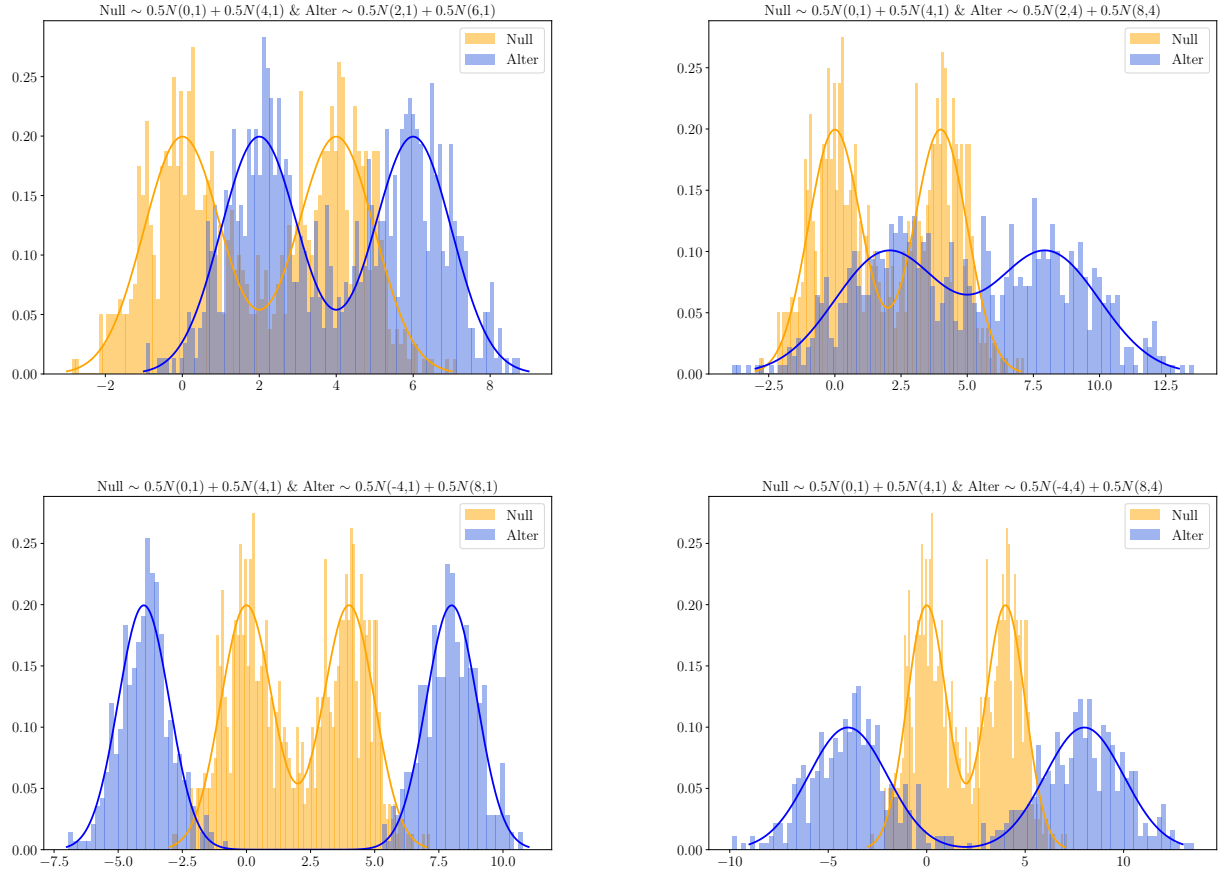 Null ∼ 0.5N(0,1) + 0.5N(4,1) & Alter ∼ 0.5N(2,1) + 0.5N(6,1)
Null
Alter
0.25
0.20
0.15
0.10
0.05
0.00
−2 0 2 4 6 8
Null ∼ 0.5N(0,1) + 0.5N(4,1) & Alter ∼ 0.5N(2,4) + 0.5N(8,4)
Null
Alter
0.25
0.20
0.15
0.10
0.05
0.00
−2.5 0.0 2.5 5.0 7.5 10.0 12.5
Null ∼ 0.5N(0,1) + 0.5N(4,1) & Alter ∼ 0.5N(-4,1) + 0.5N(8,1)
Null
Alter
0.25
0.20
0.15
0.10
0.05
0.00
−7.5 −5.0 −2.5 0.0 2.5 5.0 7.5 10.0
Null ∼ 0.5N(0,1) + 0.5N(4,1) & Alter ∼ 0.5N(-4,4) + 0.5N(8,4)
Null
Alter
0.25
0.20
0.15
0.10
0.05
0.00
−10 −5 0 5 10